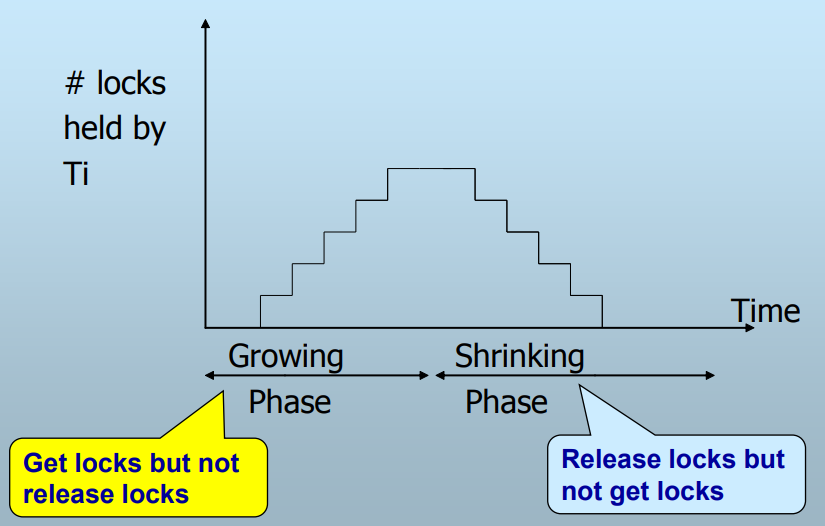 # locks
held by
Ti
Time
Growing
Phase
Shrinking
Phase
Get locks but not
release locks
Release locks but
not get locks